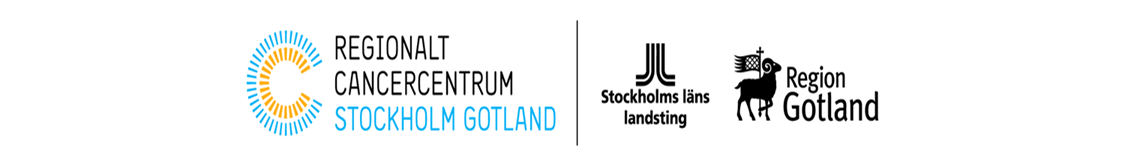 REGIONALT
CANCERCENTRUM
STOCKHOLM GOTLAND
Stockholms läns
landsting
Region
Gotland